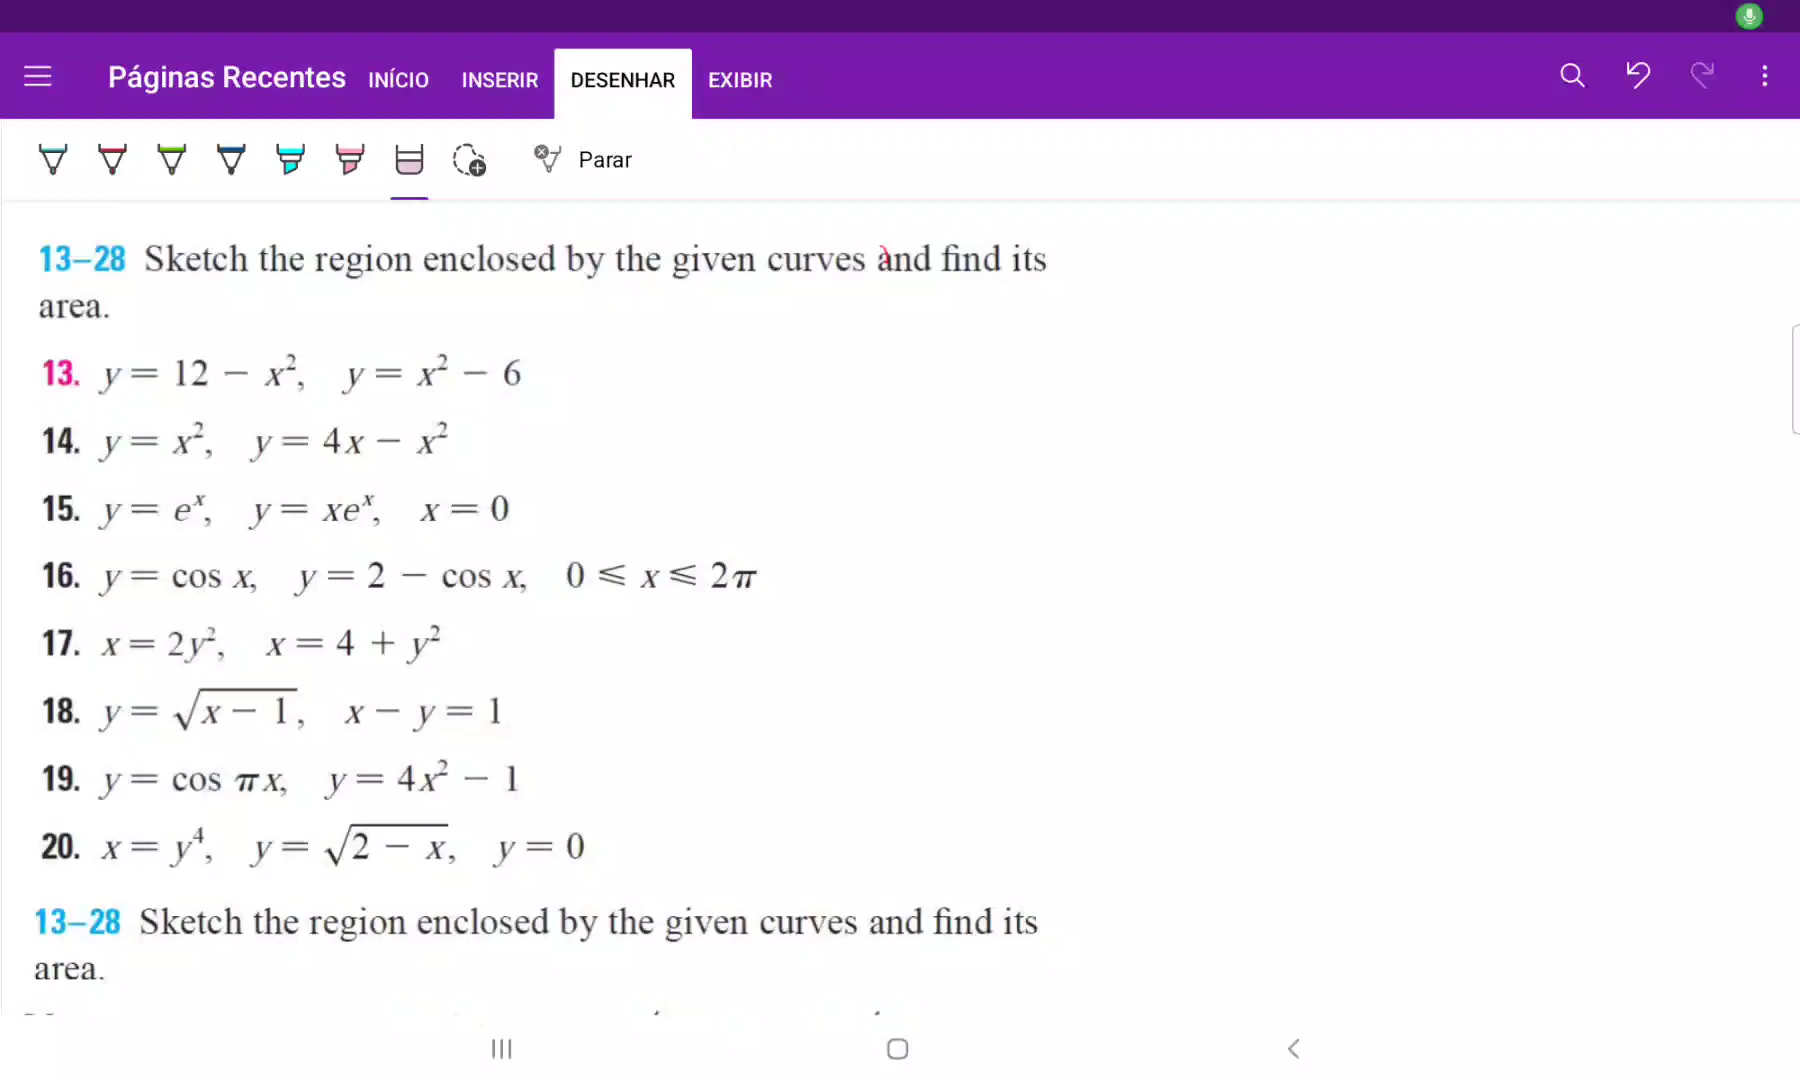 Páginas Recentes INÍCIO INSERIR DESENHAR EXIBIR
Parar
13–28 Sketch the region enclosed by the given curves and find its
area.
13. y = 12 − x², y = x² − 6
14. y = x², y = 4x − x²
15. y = eˣ, y = xeˣ, x = 0
16. y = cos x, y = 2 − cos x, 0 ⩽ x ⩽ 2π
17. x = 2y², x = 4 + y²
18. y = √(x − 1), x − y = 1
19. y = cos πx, y = 4x² − 1
20. x = y⁴, y = √(2 − x), y = 0
13–28 Sketch the region enclosed by the given curves and find its
area.